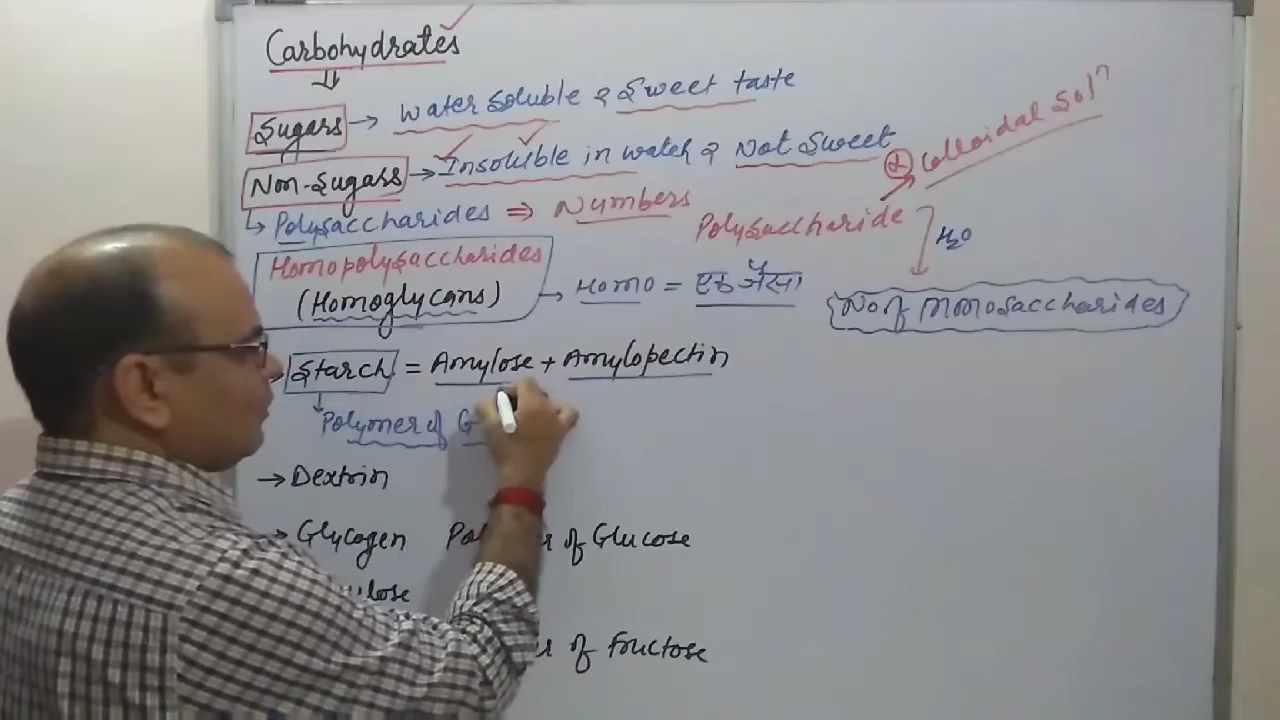 Carbohydrates
Sugars → Water Soluble & Sweet taste
Non-Sugars → Insoluble in water & Not Sweet
↳ Polysaccharides ⇒ Numbers
Homopolysaccharides
(Homoglycans) → Homo = एक जैसा
Colloidal Solⁿ
Polysaccharide
H₂O
No of Monosaccharides
→ Starch = Amylose + Amylopectin
Polymer of G
→ Dextrin
→ Glycogen of Glucose
of Fructose